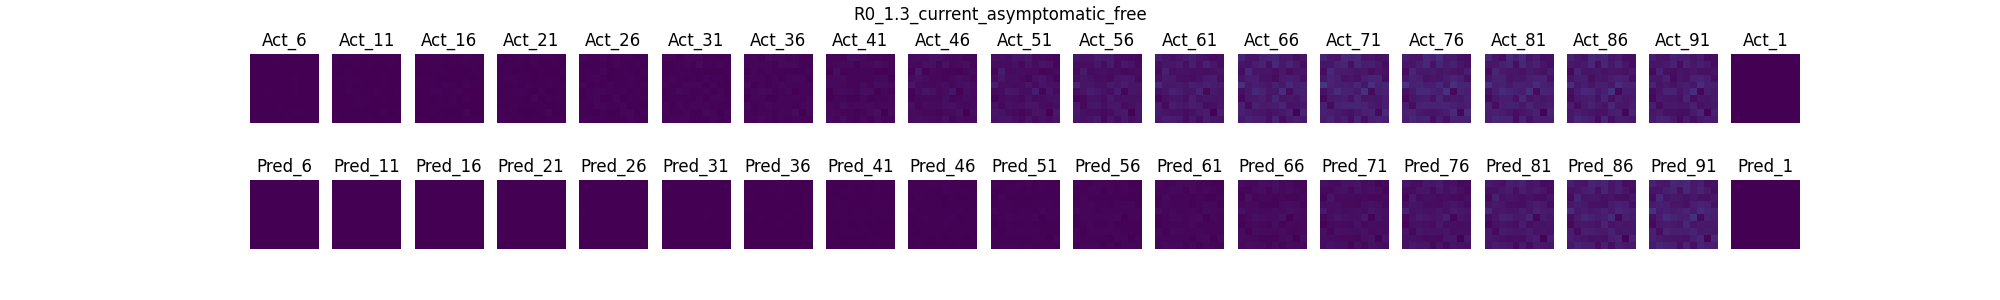 R0_1.3_current_asymptomatic_free
Act_6 Act_11 Act_16 Act_21 Act_26 Act_31 Act_36 Act_41 Act_46 Act_51 Act_56 Act_61 Act_66 Act_71 Act_76 Act_81 Act_86 Act_91 Act_1
Pred_6 Pred_11 Pred_16 Pred_21 Pred_26 Pred_31 Pred_36 Pred_41 Pred_46 Pred_51 Pred_56 Pred_61 Pred_66 Pred_71 Pred_76 Pred_81 Pred_86 Pred_91 Pred_1